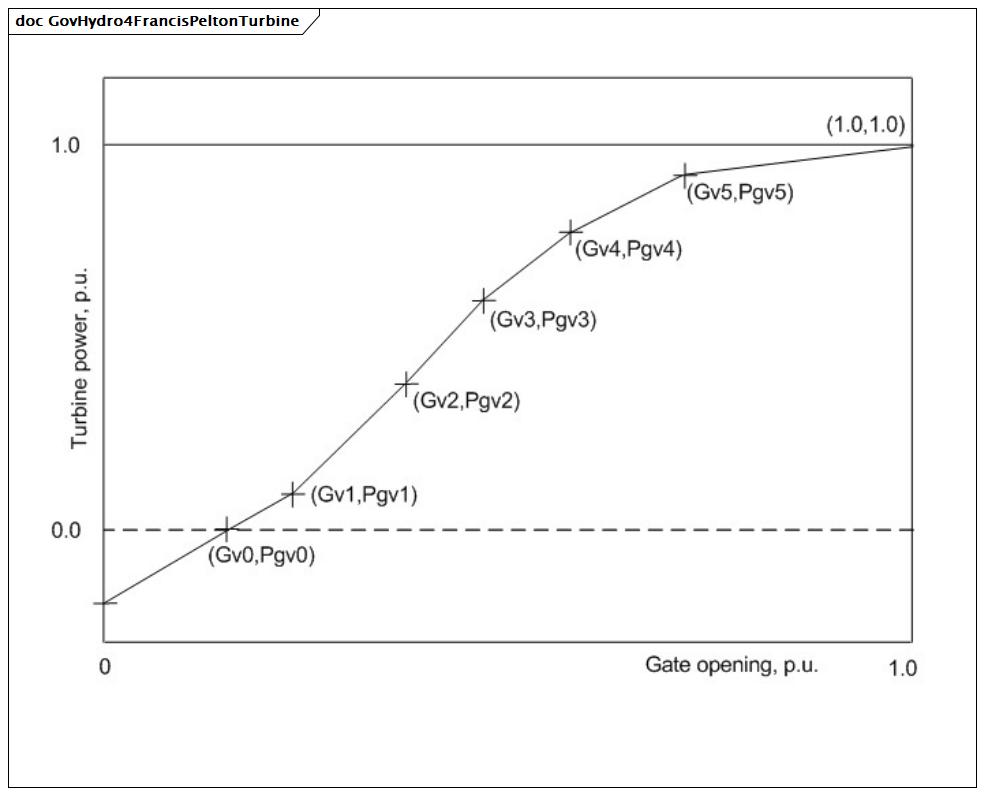 doc GovHydro4FrancisPeltonTurbine
(1.0,1.0)
1.0
(Gv5,Pgv5)
(Gv4,Pgv4)
(Gv3,Pgv3)
Turbine power, p.u.
(Gv2,Pgv2)
(Gv1,Pgv1)
0.0
(Gv0,Pgv0)
0
Gate opening, p.u.
1.0